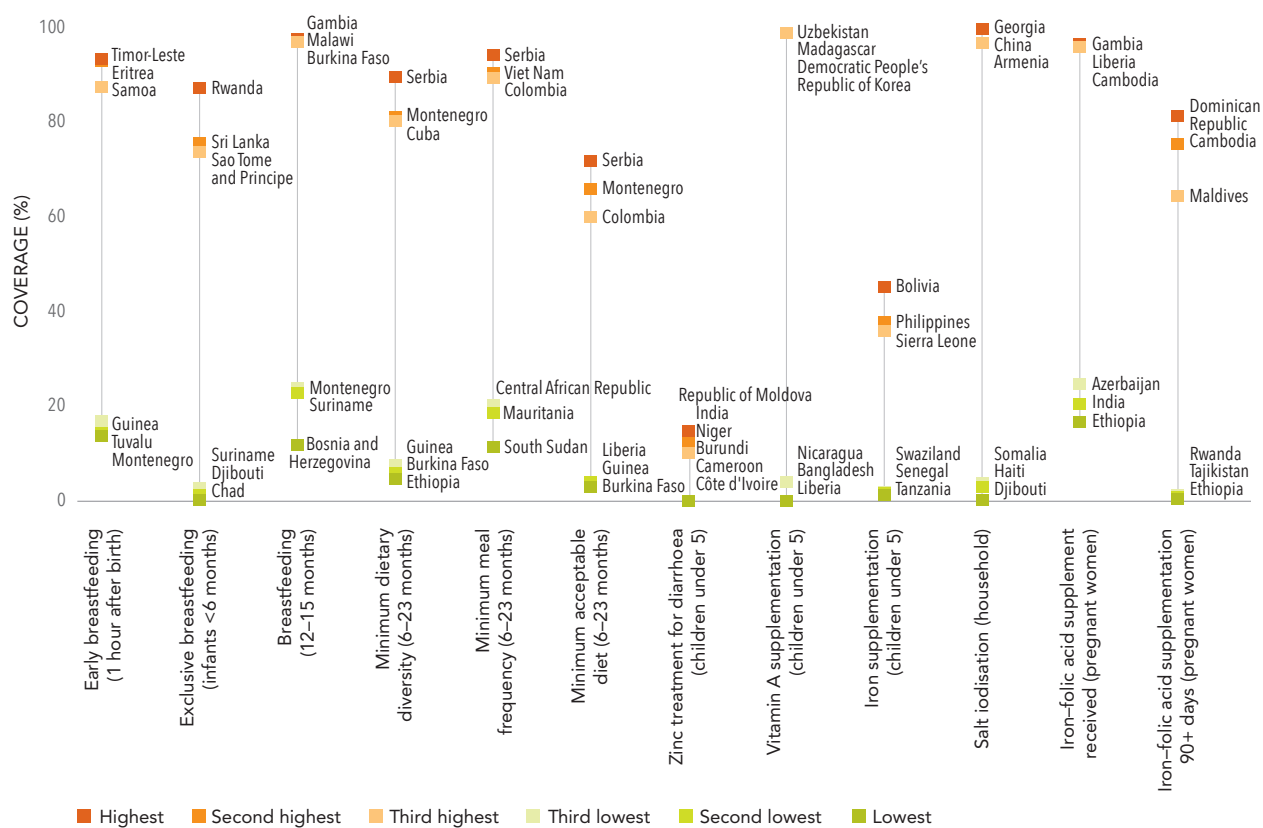 COVERAGE (%)
100
80
60
40
20
0
Timor-Leste
Eritrea
Samoa
Guinea
Tuvalu
Montenegro
Rwanda
Sri Lanka
Sao Tome
and Principe
Suriname
Djibouti
Chad
Gambia
Malawi
Burkina Faso
Montenegro
Suriname
Bosnia and
Herzegovina
Serbia
Montenegro
Cuba
Guinea
Burkina Faso
Ethiopia
Serbia
Viet Nam
Colombia
Central African Republic
Mauritania
South Sudan
Serbia
Montenegro
Colombia
Liberia
Guinea
Burkina Faso
Republic of Moldova
India
Niger
Burundi
Cameroon
Côte d'Ivoire
Uzbekistan
Madagascar
Democratic People's
Republic of Korea
Nicaragua
Bangladesh
Liberia
Bolivia
Philippines
Sierra Leone
Swaziland
Senegal
Tanzania
Georgia
China
Armenia
Somalia
Haiti
Djibouti
Gambia
Liberia
Cambodia
Azerbaijan
India
Ethiopia
Dominican
Republic
Cambodia
Maldives
Rwanda
Tajikistan
Ethiopia
Early breastfeeding
(1 hour after birth)
Exclusive breastfeeding
(infants <6 months)
Breastfeeding
(12–15 months)
Minimum dietary
diversity (6–23 months)
Minimum meal
frequency (6–23 months)
Minimum acceptable
diet (6–23 months)
Zinc treatment for diarrhoea
(children under 5)
Vitamin A supplementation
(children under 5)
Iron supplementation
(children under 5)
Salt iodisation (household)
Iron–folic acid supplement
received (pregnant women)
Iron–folic acid supplementation
90+ days (pregnant women)
Highest
Second highest
Third highest
Third lowest
Second lowest
Lowest